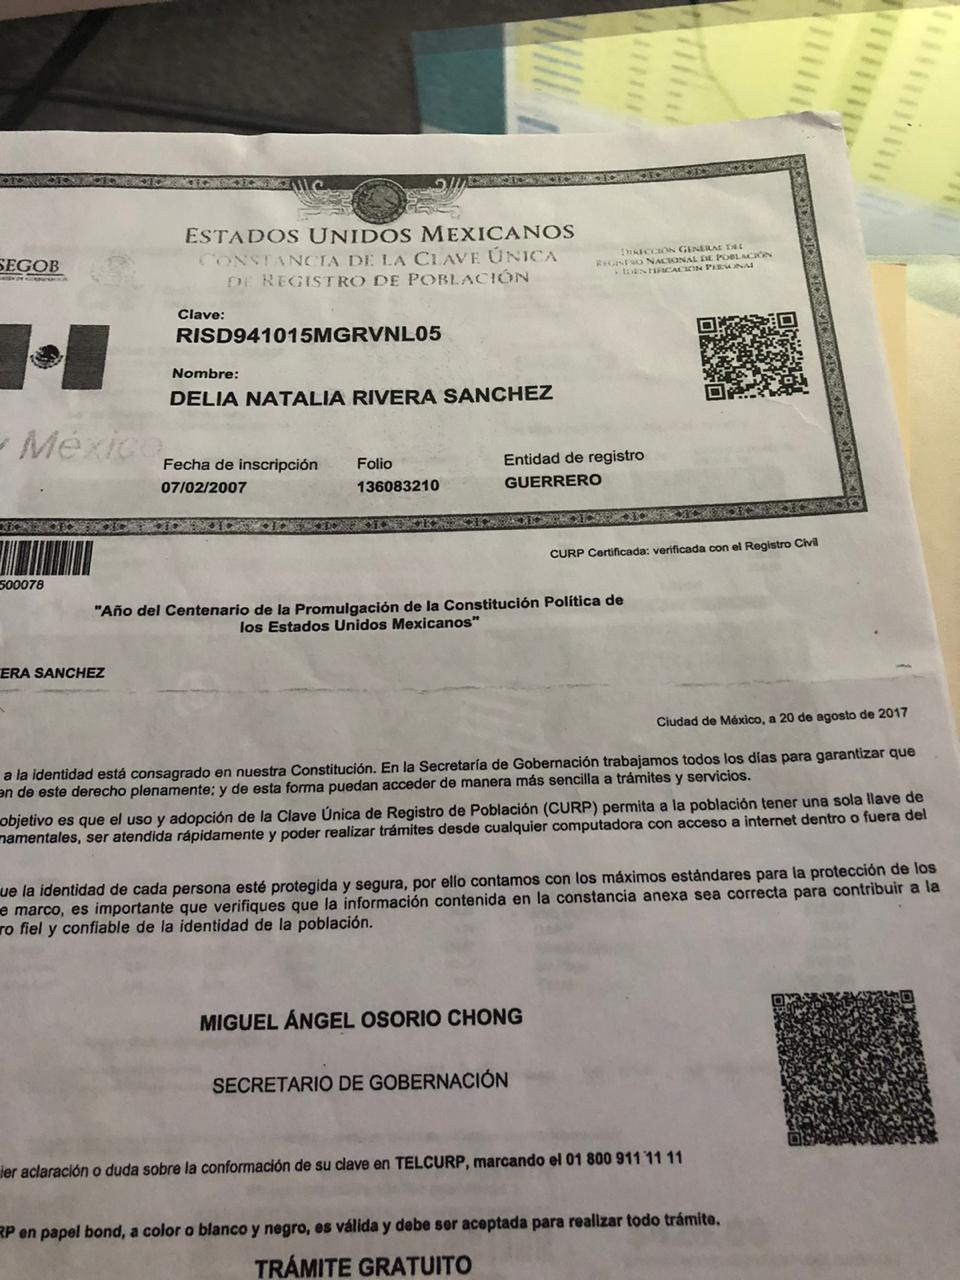 ESTADOS UNIDOS MEXICANOS
CONSTANCIA DE LA CLAVE ÚNICA
DE REGISTRO DE POBLACIÓN
SEGOB
DIRECCIÓN GENERAL DEL
REGISTRO NACIONAL DE POBLACIÓN
E IDENTIFICACIÓN PERSONAL
Clave:
RISD941015MGRVNL05
Nombre:
DELIA NATALIA RIVERA SANCHEZ
México
Fecha de inscripción Folio Entidad de registro
07/02/2007 136083210 GUERRERO
CURP Certificada: verificada con el Registro Civil
500078
"Año del Centenario de la Promulgación de la Constitución Política de
los Estados Unidos Mexicanos"
ERA SANCHEZ
Ciudad de México, a 20 de agosto de 2017
a la identidad está consagrado en nuestra Constitución. En la Secretaría de Gobernación trabajamos todos los días para garantizar que
en de este derecho plenamente; y de esta forma puedan acceder de manera más sencilla a trámites y servicios.
objetivo es que el uso y adopción de la Clave Única de Registro de Población (CURP) permita a la población tener una sola llave de
namentales, ser atendida rápidamente y poder realizar trámites desde cualquier computadora con acceso a internet dentro o fuera del
ue la identidad de cada persona esté protegida y segura, por ello contamos con los máximos estándares para la protección de los
e marco, es importante que verifiques que la información contenida en la constancia anexa sea correcta para contribuir a la
ro fiel y confiable de la identidad de la población.
MIGUEL ÁNGEL OSORIO CHONG
SECRETARIO DE GOBERNACIÓN
ier aclaración o duda sobre la conformación de su clave en TELCURP, marcando el 01 800 911 11 11
RP en papel bond, a color o blanco y negro, es válida y debe ser aceptada para realizar todo trámite.
TRÁMITE GRATUITO